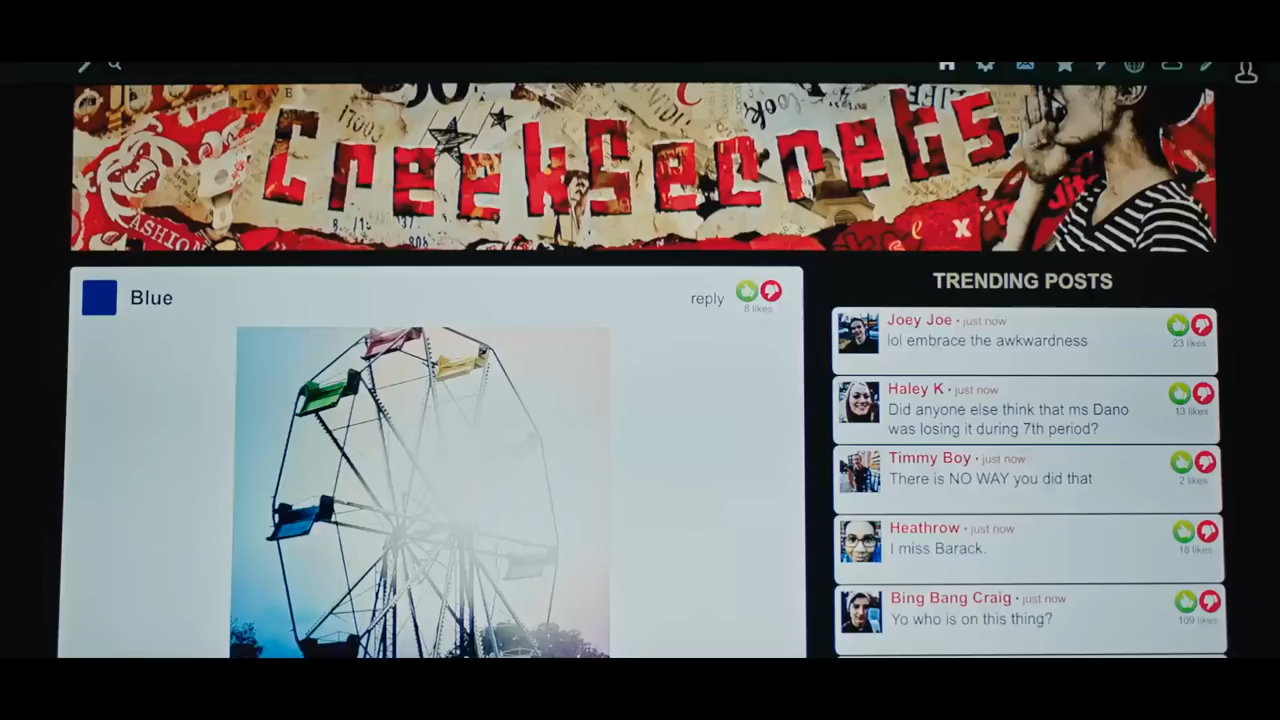 CreekSecrets
LOVE
FASHION
e x
Blue
reply
8 likes
TRENDING POSTS
Joey Joe • just now
lol embrace the awkwardness
23 likes
Haley K • just now
Did anyone else think that ms Dano
was losing it during 7th period?
13 likes
Timmy Boy • just now
There is NO WAY you did that
2 likes
Heathrow • just now
I miss Barack.
18 likes
Bing Bang Craig • just now
Yo who is on this thing?
109 likes